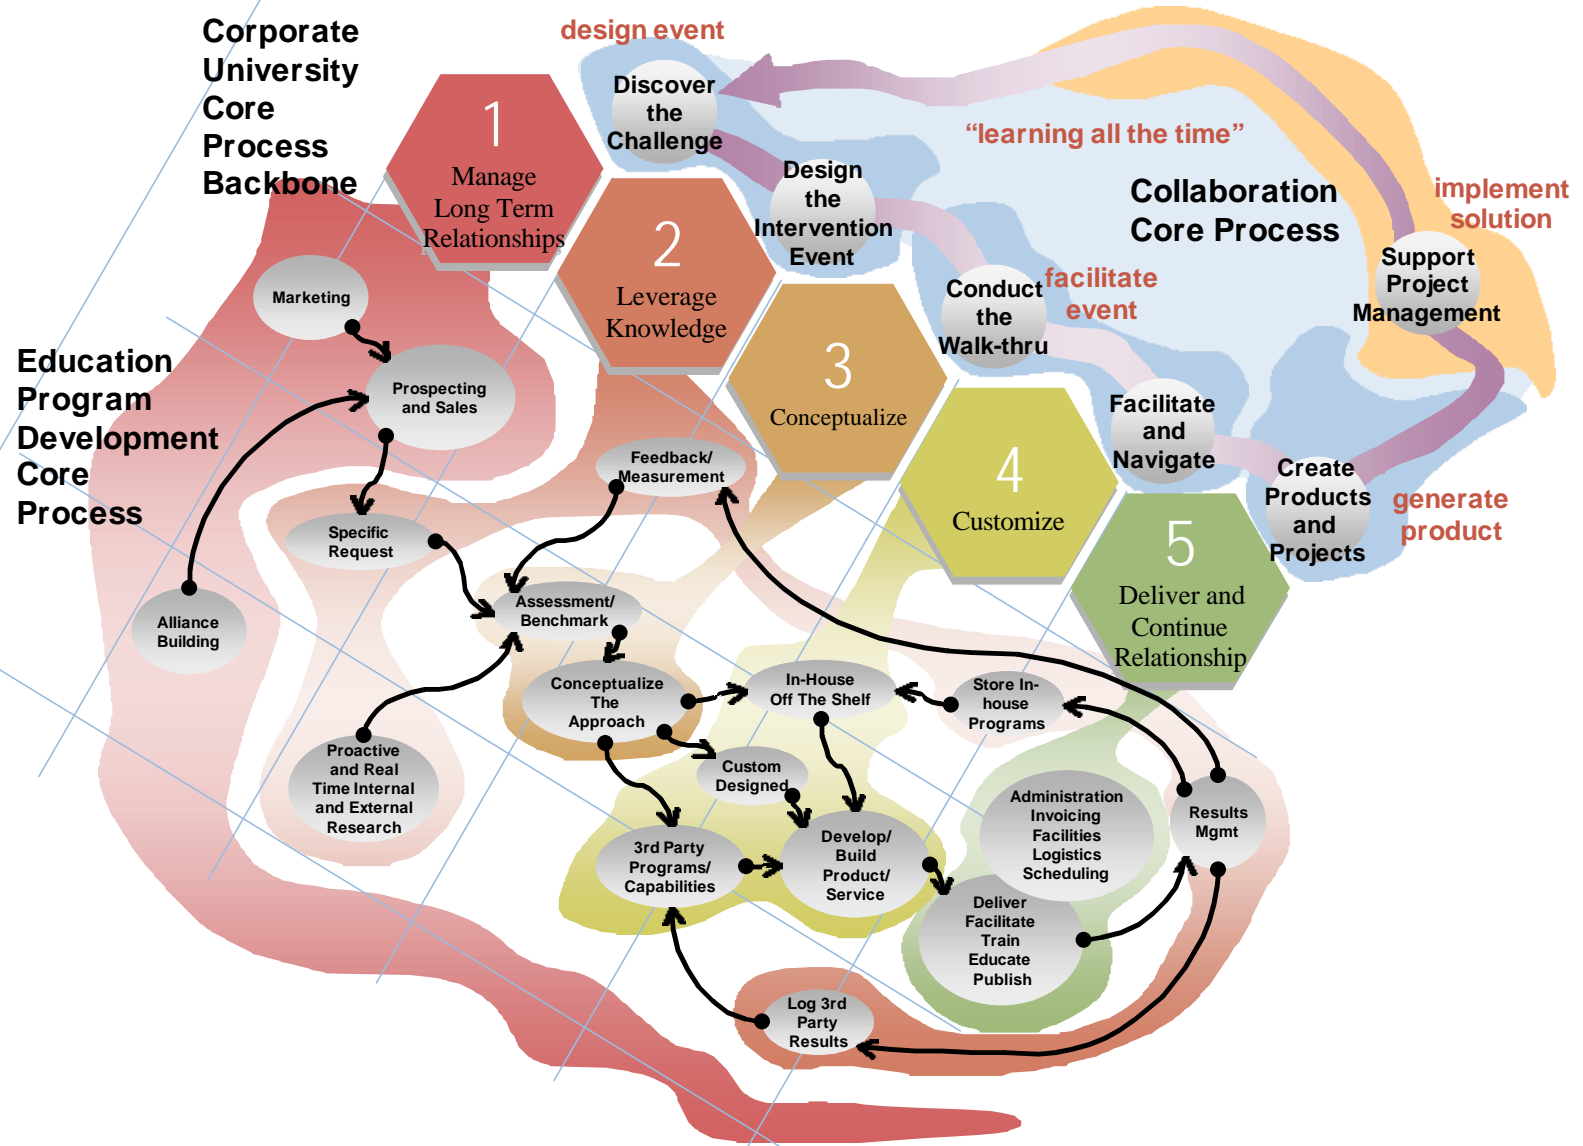 Corporate
University
Core
Process
Backbone
design event
Discover
the
Challenge
1
Manage
Long Term
Relationships
"learning all the time"
Design
the
Intervention
Event
Collaboration
Core Process
implement
solution
2
Leverage
Knowledge
Support
Project
Management
Conduct
the
Walk-thru
facilitate
event
Marketing
3
Conceptualize
Education
Program
Development
Core
Process
Prospecting
and Sales
Facilitate
and
Navigate
Feedback/
Measurement
4
Customize
Create
Products
and
Projects
generate
product
Specific
Request
5
Deliver and
Continue
Relationship
Assessment/
Benchmark
Alliance
Building
Conceptualize
The
Approach
In-House
Off The Shelf
Store In-
house
Programs
Proactive
and Real
Time Internal
and External
Research
Custom
Designed
Administration
Invoicing
Facilities
Logistics
Scheduling
Results
Mgmt
3rd Party
Programs/
Capabilities
Develop/
Build
Product/
Service
Deliver
Facilitate
Train
Educate
Publish
Log 3rd
Party
Results